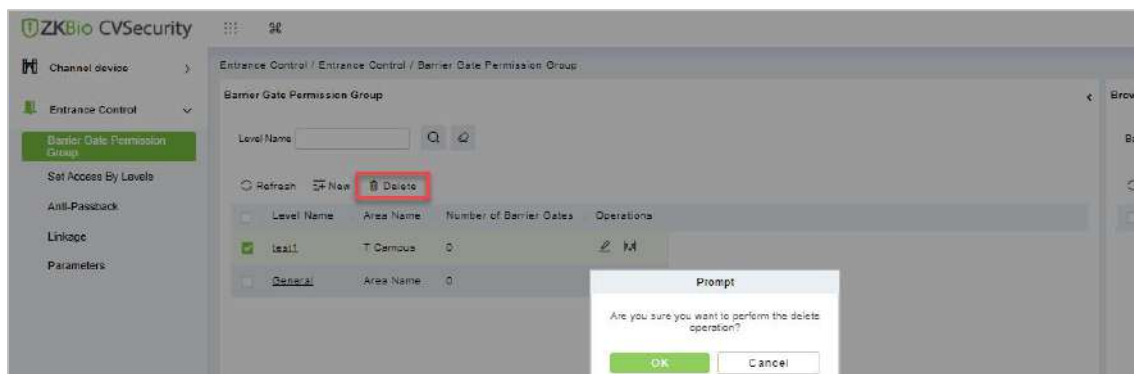 ZKBio CVSecurity
Channel device
Entrance Control / Entrance Control / Barrier Gate Permission Group
Barrier Gate Permission Group
Brow
Entrance Control
Barrier Gate Permission
Group
Level Name
Ba
Set Access By Levels
Refresh New Delete
Anti-Passback
Level Name Area Name Number of Barrier Gates Operations
Linkage
test1 T Campus 0
Parameters
General Area Name 0
Prompt
Are you sure you want to perform the delete
operation?
OK Cancel